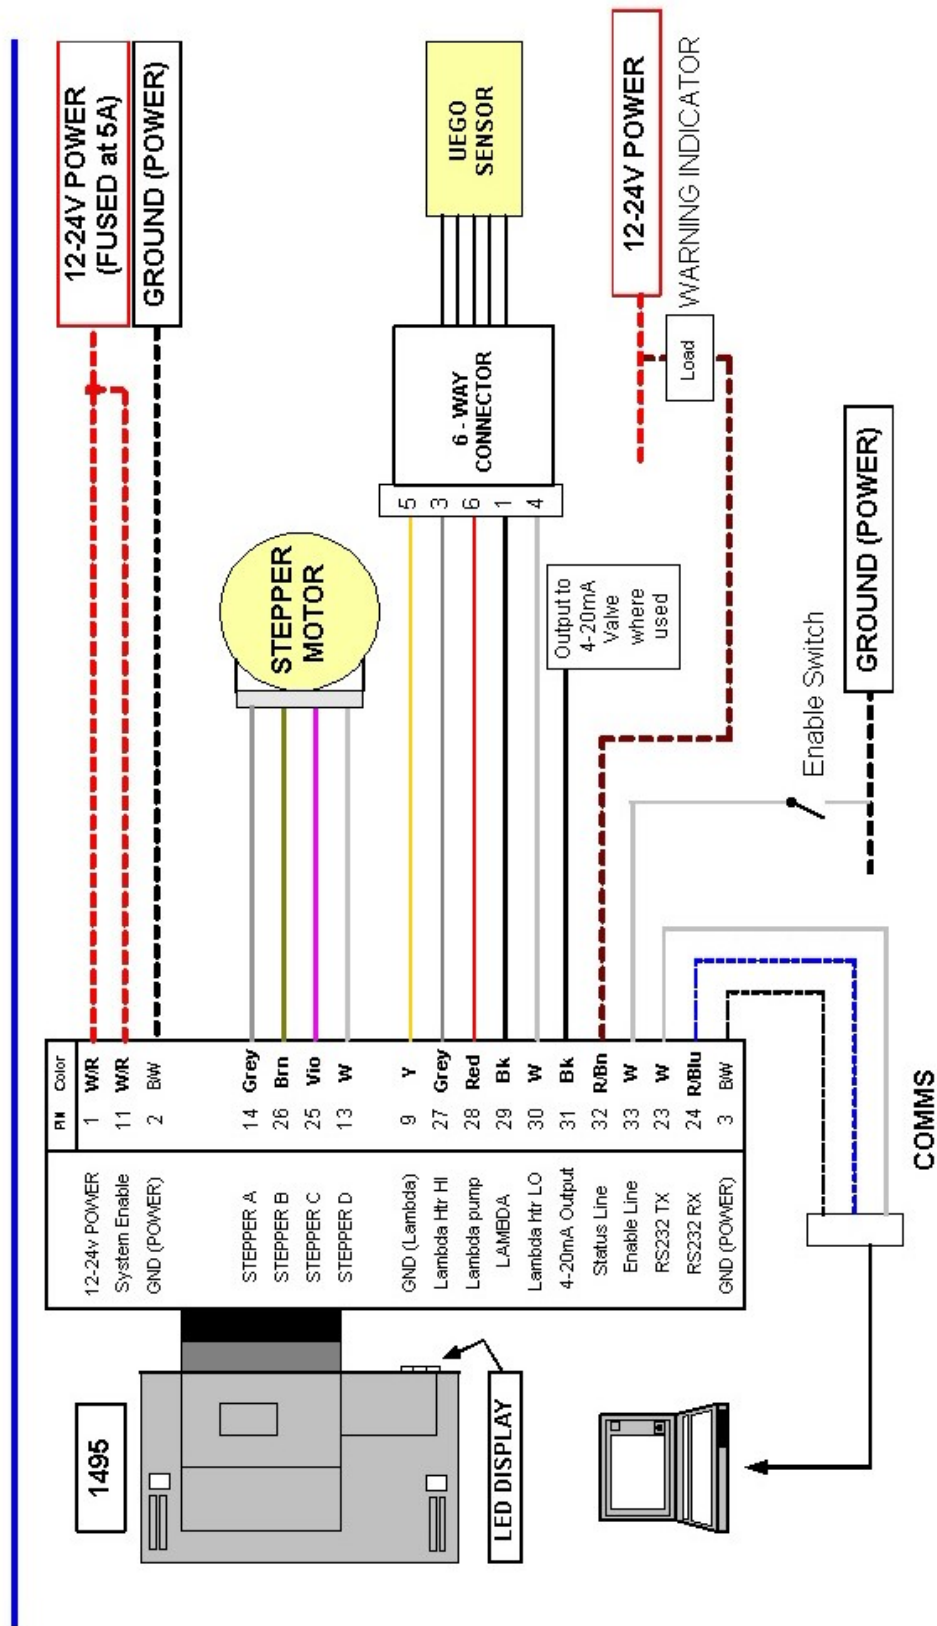 1495
LED DISPLAY
PIN Color
12-24v POWER 1 W/R
System Enable 11 W/R
GND (POWER) 2 B/W
STEPPER A 14 Grey
STEPPER B 26 Brn
STEPPER C 25 Vio
STEPPER D 13 W
GND (Lambda) 9 Y
Lambda Htr HI 27 Grey
Lambda pump 28 Red
LAMBDA 29 Bk
Lambda Htr LO 30 W
4-20mA Output 31 Bk
Status Line 32 R/Bn
Enable Line 33 W
RS232 TX 23 W
RS232 RX 24 R/Blu
GND (POWER) 3 B/W
12-24V POWER
(FUSED at 5A)
GROUND (POWER)
STEPPER
MOTOR
5
3
6
1
4
6 - WAY
CONNECTOR
UEGO
SENSOR
Output to
4-20mA
Valve
where
used
12-24V POWER
WARNING INDICATOR
Load
Enable Switch
GROUND (POWER)
COMMS